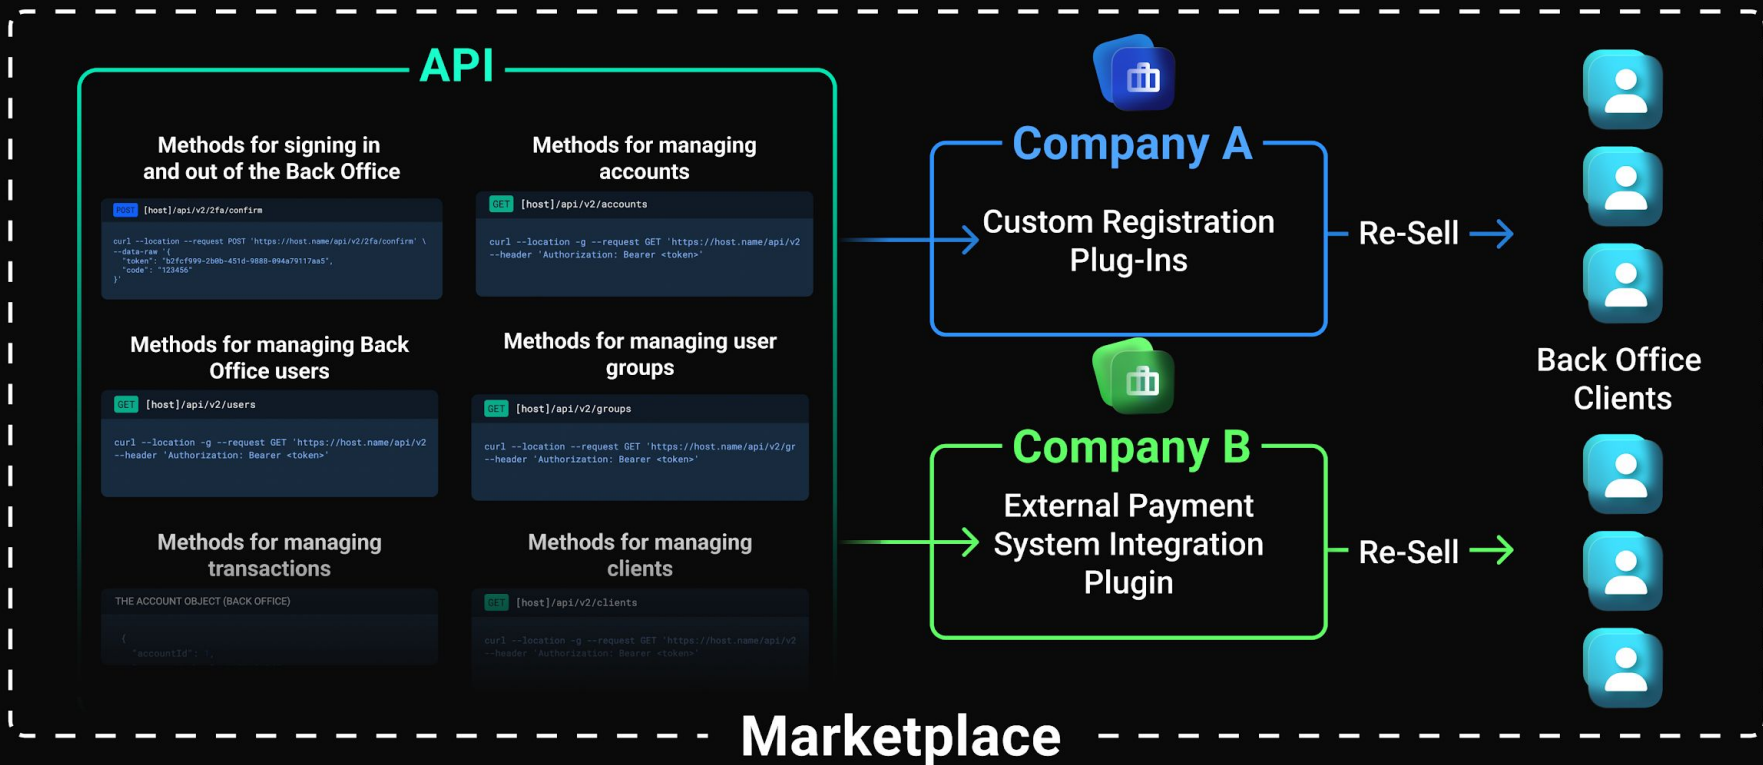 API
Methods for signing in
and out of the Back Office
POST [host]/api/v2/2fa/confirm
curl --location --request POST 'https://host.name/api/v2/2fa/confirm' \
--data-raw '{
"token": "b2fcf999-2b0b-451d-9888-094a79117aa5",
"code": "123456"
}'
Methods for managing
accounts
GET [host]/api/v2/accounts
curl --location -g --request GET 'https://host.name/api/v2
--header 'Authorization: Bearer <token>'
Methods for managing Back
Office users
GET [host]/api/v2/users
curl --location -g --request GET 'https://host.name/api/v2
--header 'Authorization: Bearer <token>'
Methods for managing user
groups
GET [host]/api/v2/groups
curl --location --request GET 'https://host.name/api/v2/gr
--header 'Authorization: Bearer <token>'
Methods for managing
transactions
THE ACCOUNT OBJECT (BACK OFFICE)
{
"accountId":
Methods for managing
clients
GET [host]/api/v2/clients
curl --location -g --request GET 'https://host.name/api/v2
--header 'Authorization: Bearer <token>'
Company A
Custom Registration
Plug-Ins
Re-Sell
Company B
External Payment
System Integration
Plugin
Re-Sell
Back Office
Clients
Marketplace